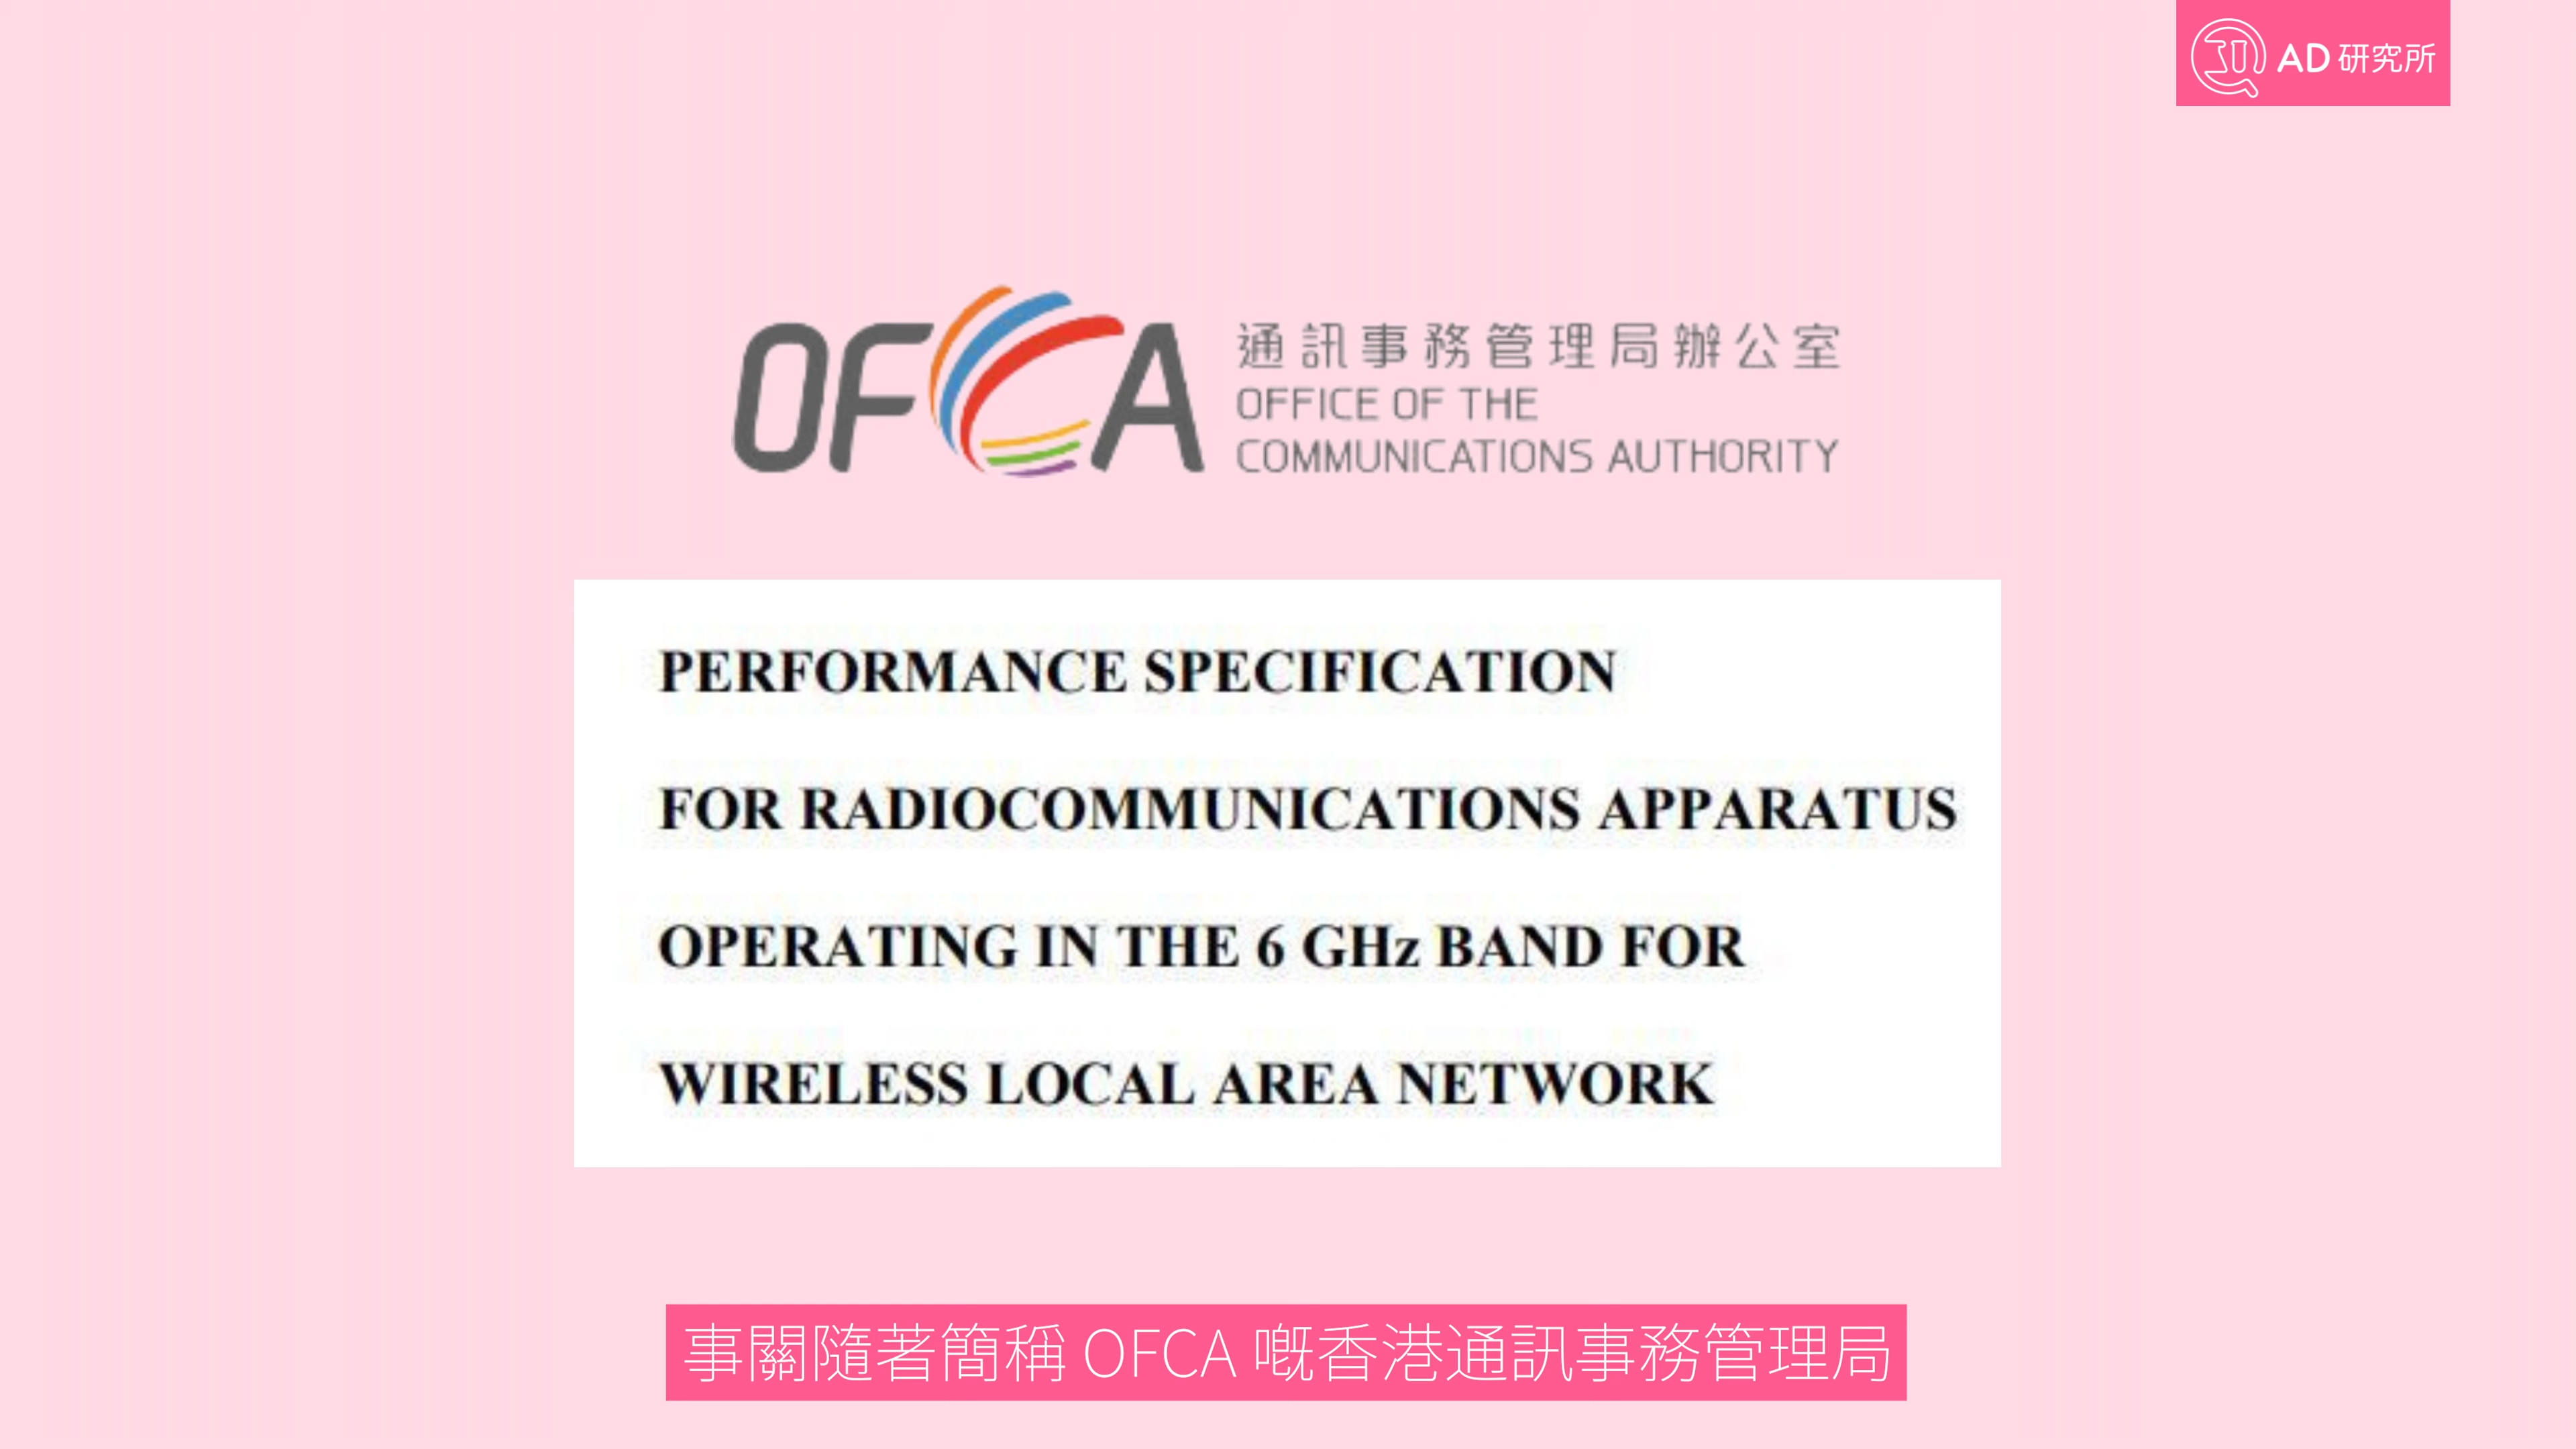 AD 研究所
OFCA
通訊事務管理局辦公室
OFFICE OF THE
COMMUNICATIONS AUTHORITY
PERFORMANCE SPECIFICATION
FOR RADIOCOMMUNICATIONS APPARATUS
OPERATING IN THE 6 GHz BAND FOR
WIRELESS LOCAL AREA NETWORK
事關隨著簡稱 OFCA 嘅香港通訊事務管理局